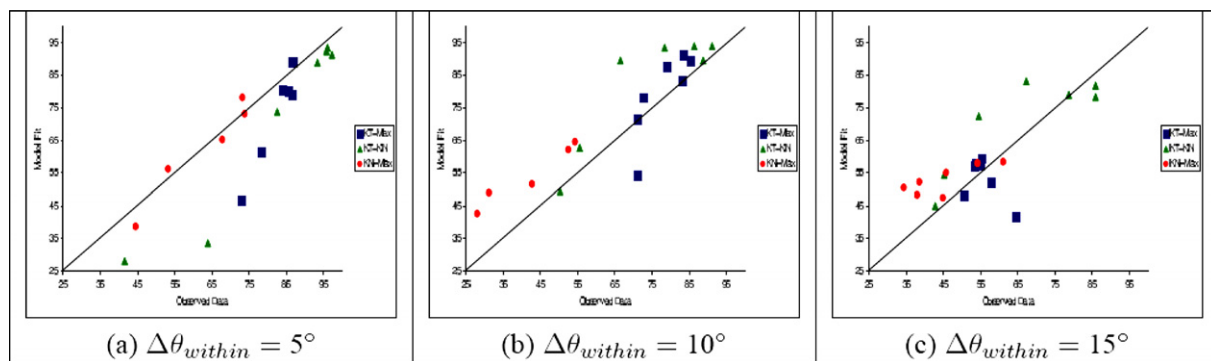 95
85
75
65
55
45
35
25
Model Fit
25 35 45 55 65 75 85 95
Observed Data
KT-Max
KT-KN
KN-Max
(a) Δθwithin = 5°
95
85
75
65
55
45
35
25
Model Fit
25 35 45 55 65 75 85 95
Observed Data
KT-Max
KT-KN
KN-Max
(b) Δθwithin = 10°
95
85
75
65
55
45
35
25
Model Fit
25 35 45 55 65 75 85 95
Observed Data
KT-Max
KT-KN
KN-Max
(c) Δθwithin = 15°